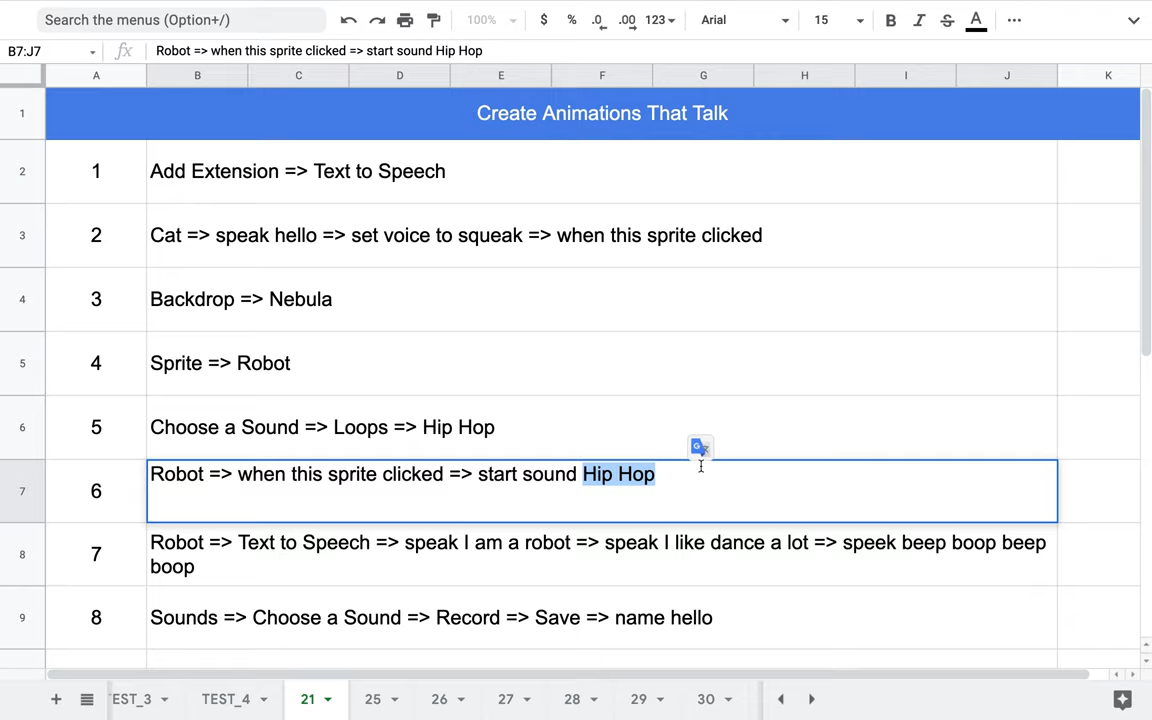 Search the menus (Option+/)
100%
$ % .0 .00 123
Arial
15
B I S A
B7:J7
fx
Robot => when this sprite clicked => start sound Hip Hop
A B C D E F G H I J K
1 Create Animations That Talk
2 1 Add Extension => Text to Speech
3 2 Cat => speak hello => set voice to squeak => when this sprite clicked
4 3 Backdrop => Nebula
5 4 Sprite => Robot
6 5 Choose a Sound => Loops => Hip Hop
7 6 Robot => when this sprite clicked => start sound Hip Hop
8 7 Robot => Text to Speech => speak I am a robot => speak I like dance a lot => speek beep boop beep
boop
9 8 Sounds => Choose a Sound => Record => Save => name hello
EST_3 TEST_4 21 25 26 27 28 29 30